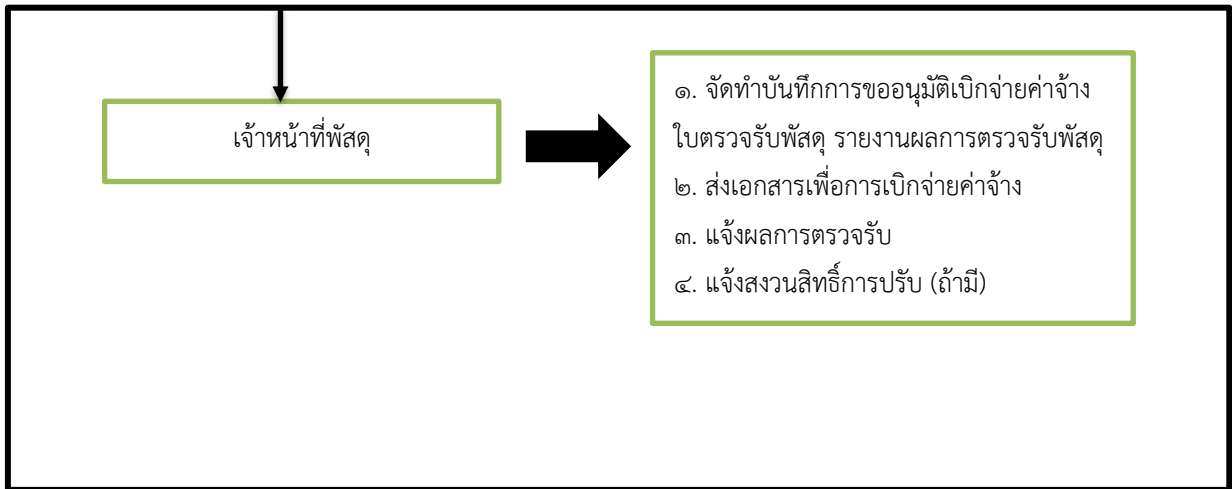 เจ้าหน้าที่พัสดุ
๑. จัดทำบันทึกการขออนุมัติเบิกจ่ายค่าจ้าง
ใบตรวจรับพัสดุ รายงานผลการตรวจรับพัสดุ
๒. ส่งเอกสารเพื่อการเบิกจ่ายค่าจ้าง
๓. แจ้งผลการตรวจรับ
๔. แจ้งสงวนสิทธิ์การปรับ (ถ้ามี)